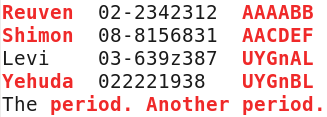 Reuven  02-2342312  AAAABB
Shimon  08-8156831  AACDEF
Levi    03-639z387  UYGnAL
Yehuda  022221938   UYGnBL
The period. Another period.